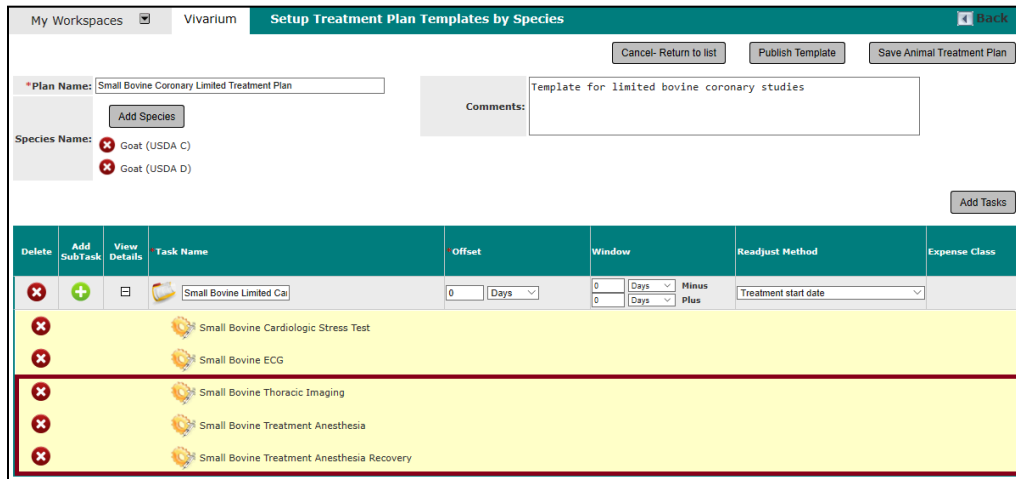 My Workspaces Vivarium Setup Treatment Plan Templates by Species Back
Cancel- Return to list Publish Template Save Animal Treatment Plan
*Plan Name: Small Bovine Coronary Limited Treatment Plan
Comments: Template for limited bovine coronary studies
Species Name: Add Species
Goat (USDA C)
Goat (USDA D)
Add Tasks
Delete Add SubTask View Details *Task Name *Offset Window Readjust Method Expense Class
Small Bovine Limited Car 0 Days 0 Days Minus Treatment start date
0 Days Plus
Small Bovine Cardiologic Stress Test
Small Bovine ECG
Small Bovine Thoracic Imaging
Small Bovine Treatment Anesthesia
Small Bovine Treatment Anesthesia Recovery